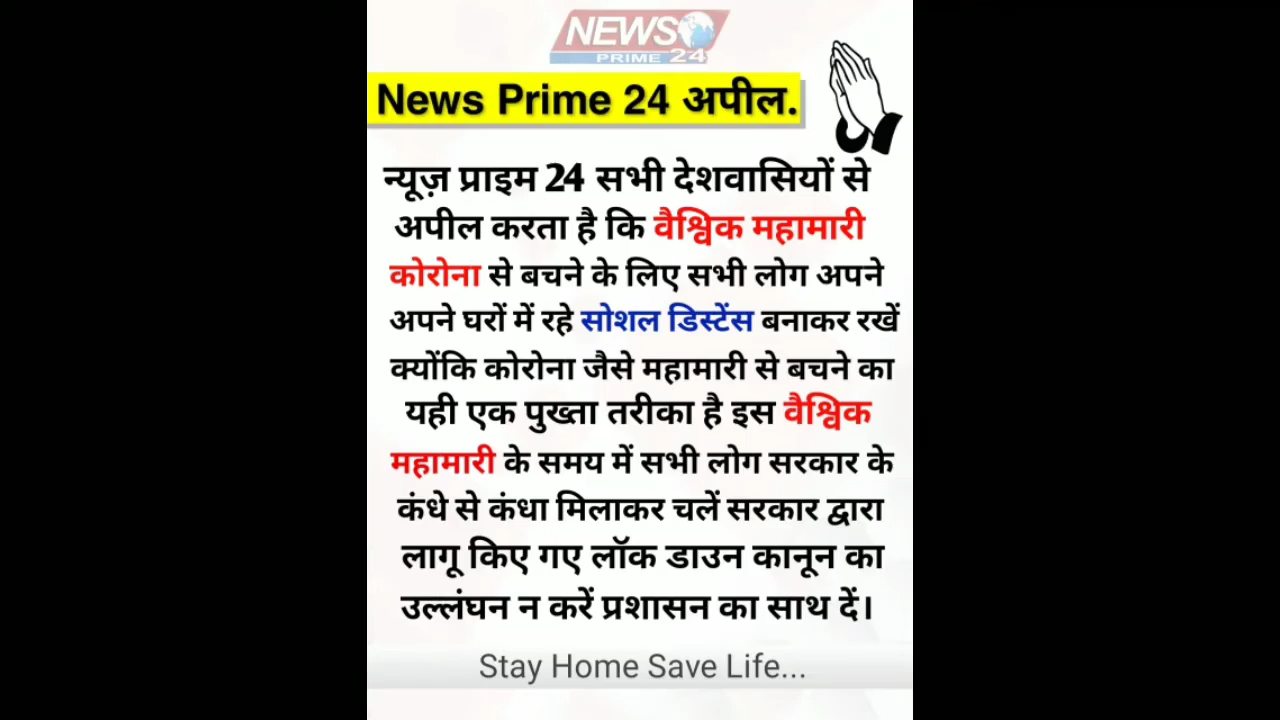 NEWS
PRIME 24
News Prime 24 अपील.
न्यूज़ प्राइम 24 सभी देशवासियों से
अपील करता है कि वैश्विक महामारी
कोरोना से बचने के लिए सभी लोग अपने
अपने घरों में रहे सोशल डिस्टेंस बनाकर रखें
क्योंकि कोरोना जैसे महामारी से बचने का
यही एक पुख्ता तरीका है इस वैश्विक
महामारी के समय में सभी लोग सरकार के
कंधे से कंधा मिलाकर चलें सरकार द्वारा
लागू किए गए लॉक डाउन कानून का
उल्लंघन न करें प्रशासन का साथ दें।
Stay Home Save Life...